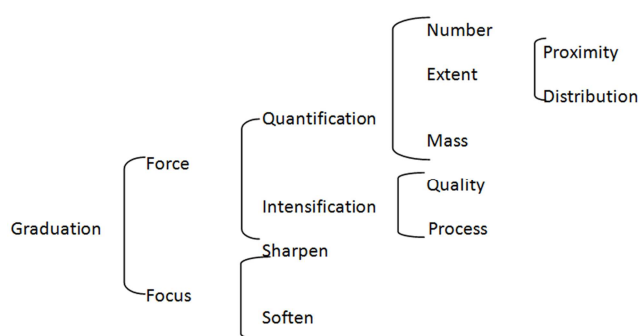 Number
Proximity
Extent
Distribution
Quantification
Mass
Force
Quality
Intensification
Graduation
Process
Sharpen
Focus
Soften